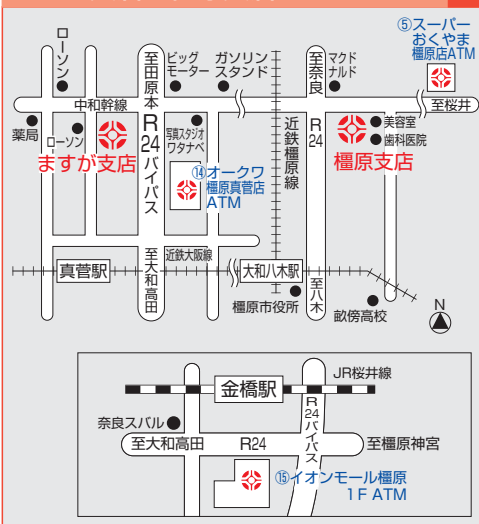 ローソン
至田原本
ビッグ
モーター
ガソリン
スタンド
至奈良
マクド
ナルド
⑤スーパー
おくやま
橿原店ATM
中和幹線
至桜井
薬局
ローソン
ますが支店
R24バイパス
写真スタジオ
ワタナベ
⑭オークワ
橿原真菅店
ATM
近鉄橿原線
R24
橿原支店
美容室
歯科医院
至大和高田
近鉄大阪線
真菅駅
大和八木駅
至八木
橿原市役所
畝傍高校
N
金橋駅
JR桜井線
奈良スバル
R24バイパス
至大和高田
R24
至橿原神宮
⑮イオンモール橿原
1F ATM